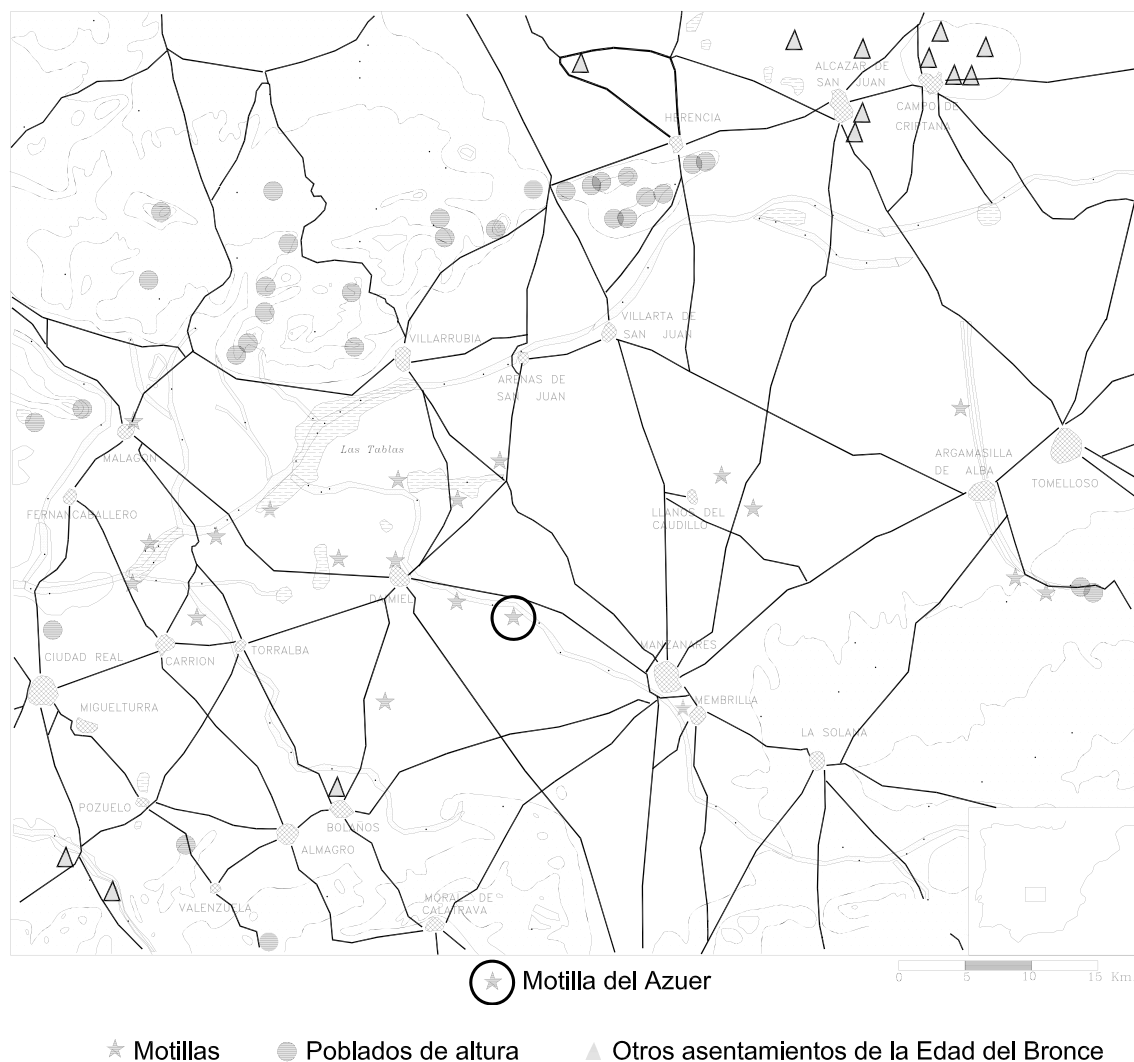 ALCAZAR DE
SAN JUAN
CAMPO DE
CRIPTANA
HERENCIA
VILLARTA DE
SAN JUAN
VILLARRUBIA
ARENAS DE
SAN JUAN
MALAGON
Las Tablas
ARGAMASILLA
DE ALBA
TOMELLOSO
FERNANCABALLERO
LLANOS DEL
CAUDILLO
DAIMIEL
CIUDAD REAL
CARRION
TORRALBA
MANZANARES
MIGUELTURRA
MEMBRILLA
LA SOLANA
POZUELO
BOLAÑOS
ALMAGRO
VALENZUELA
MORAL DE
CALATRAVA
0 5 10 15 Km
Motilla del Azuer
Motillas
Poblados de altura
Otros asentamientos de la Edad del Bronce